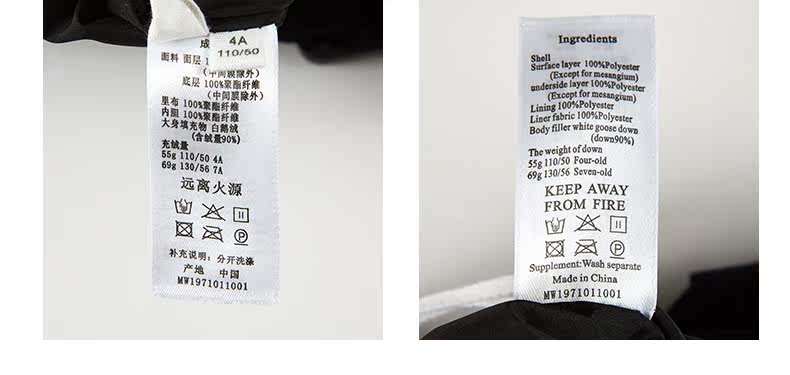 成
4A
110/50
面料 面层 1
(中间膜除外)
底层 100%聚酯纤维
(中间膜除外)
里布 100%聚酯纤维
内胆 100%聚酯纤维
大身填充物 白鹅绒
(含绒量90%)
充绒量
55g 110/50 4A
69g 130/56 7A
远离火源
补充说明: 分开洗涤
产地 中国
MW1971011001
Ingredients
Shell
Surface layer 100%Polyester
(Except for mesangium)
underside layer 100%Polyester
(Except for mesangium)
Lining 100%Polyester
Liner fabric 100%Polyester
Body filler white goose down
(down90%)
The weight of down
55g 110/50 Four-old
69g 130/56 Seven-old
KEEP AWAY
FROM FIRE
Supplement:Wash separate
Made in China
MW1971011001